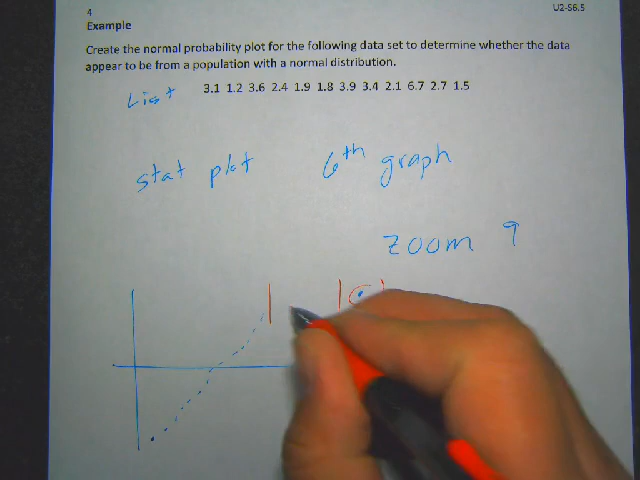 4
U2-S6.5
Example
Create the normal probability plot for the following data set to determine whether the data
appear to be from a population with a normal distribution.
List 3.1 1.2 3.6 2.4 1.9 1.8 3.9 3.4 2.1 6.7 2.7 1.5
stat plot 6th graph
zoom 9